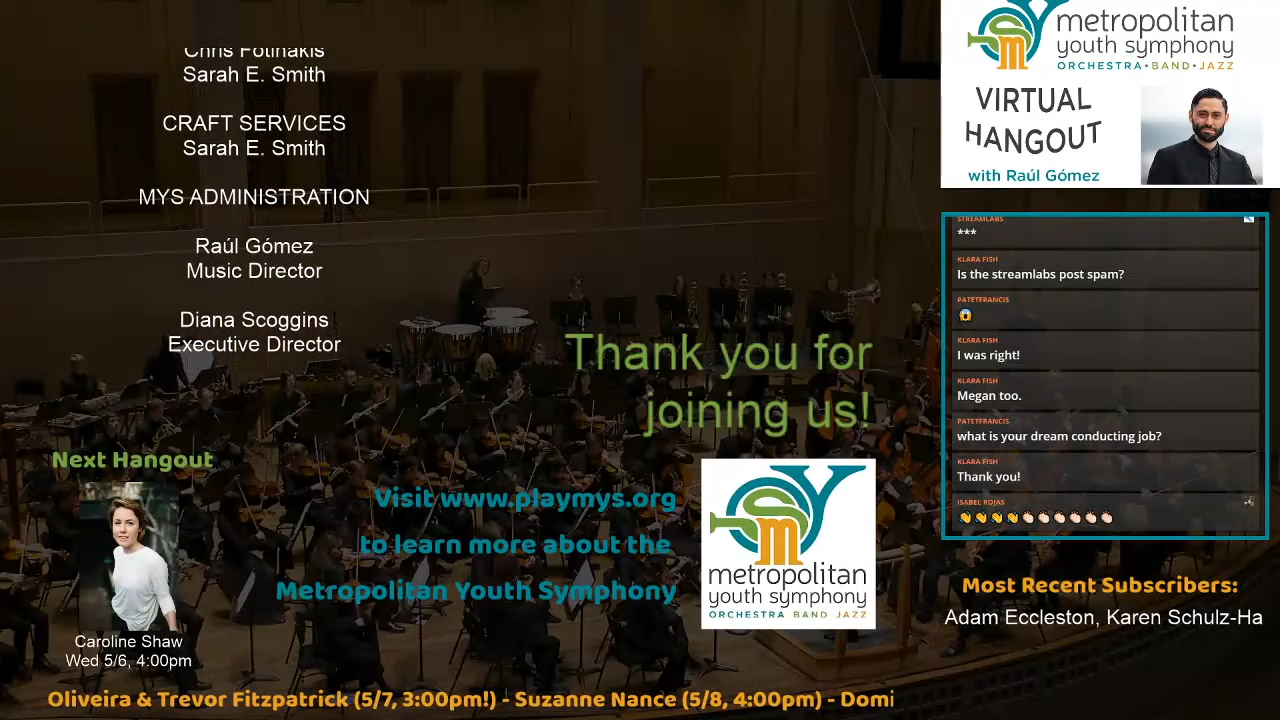 Chris Fotinakis
Sarah E. Smith
CRAFT SERVICES
Sarah E. Smith
MYS ADMINISTRATION
Raúl Gómez
Music Director
Diana Scoggins
Executive Director
Thank you for
joining us!
Next Hangout
Caroline Shaw
Wed 5/6, 4:00pm
Visit www.playmys.org
to learn more about the
Metropolitan Youth Symphony
metropolitan
youth symphony
ORCHESTRA BAND JAZZ
metropolitan
youth symphony
ORCHESTRA•BAND•JAZZ
VIRTUAL
HANGOUT
with Raúl Gómez
STREAMLABS
***
KLARA FISH
Is the streamlabs post spam?
PATETFRANCIS
😱
KLARA FISH
I was right!
KLARA FISH
Megan too.
PATETFRANCIS
what is your dream conducting job?
KLARA FISH
Thank you!
ISABEL ROJAS
👏👏👏👏👏🏻👏🏻👏🏻👏🏻👏🏻👏🏻
Most Recent Subscribers:
Adam Eccleston, Karen Schulz-Ha
Oliveira & Trevor Fitzpatrick (5/7, 3:00pm!) - Suzanne Nance (5/8, 4:00pm) - Domi